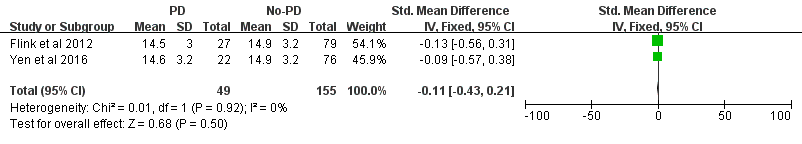 PD No-PD Std. Mean Difference Std. Mean Difference
Study or Subgroup Mean SD Total Mean SD Total Weight IV, Fixed, 95% CI IV, Fixed, 95% CI
Flink et al 2012 14.5 3 27 14.9 3.2 79 54.1% -0.13 [-0.56, 0.31]
Yen et al 2016 14.6 3.2 22 14.9 3.2 76 45.9% -0.09 [-0.57, 0.38]
Total (95% CI) 49 155 100.0% -0.11 [-0.43, 0.21]
Heterogeneity: Chi² = 0.01, df = 1 (P = 0.92); I² = 0%
Test for overall effect: Z = 0.68 (P = 0.50)
-100 -50 0 50 100